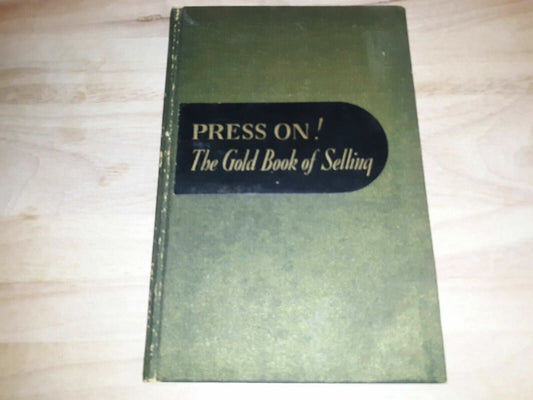 PRESS ON!
The Gold Book of Selling